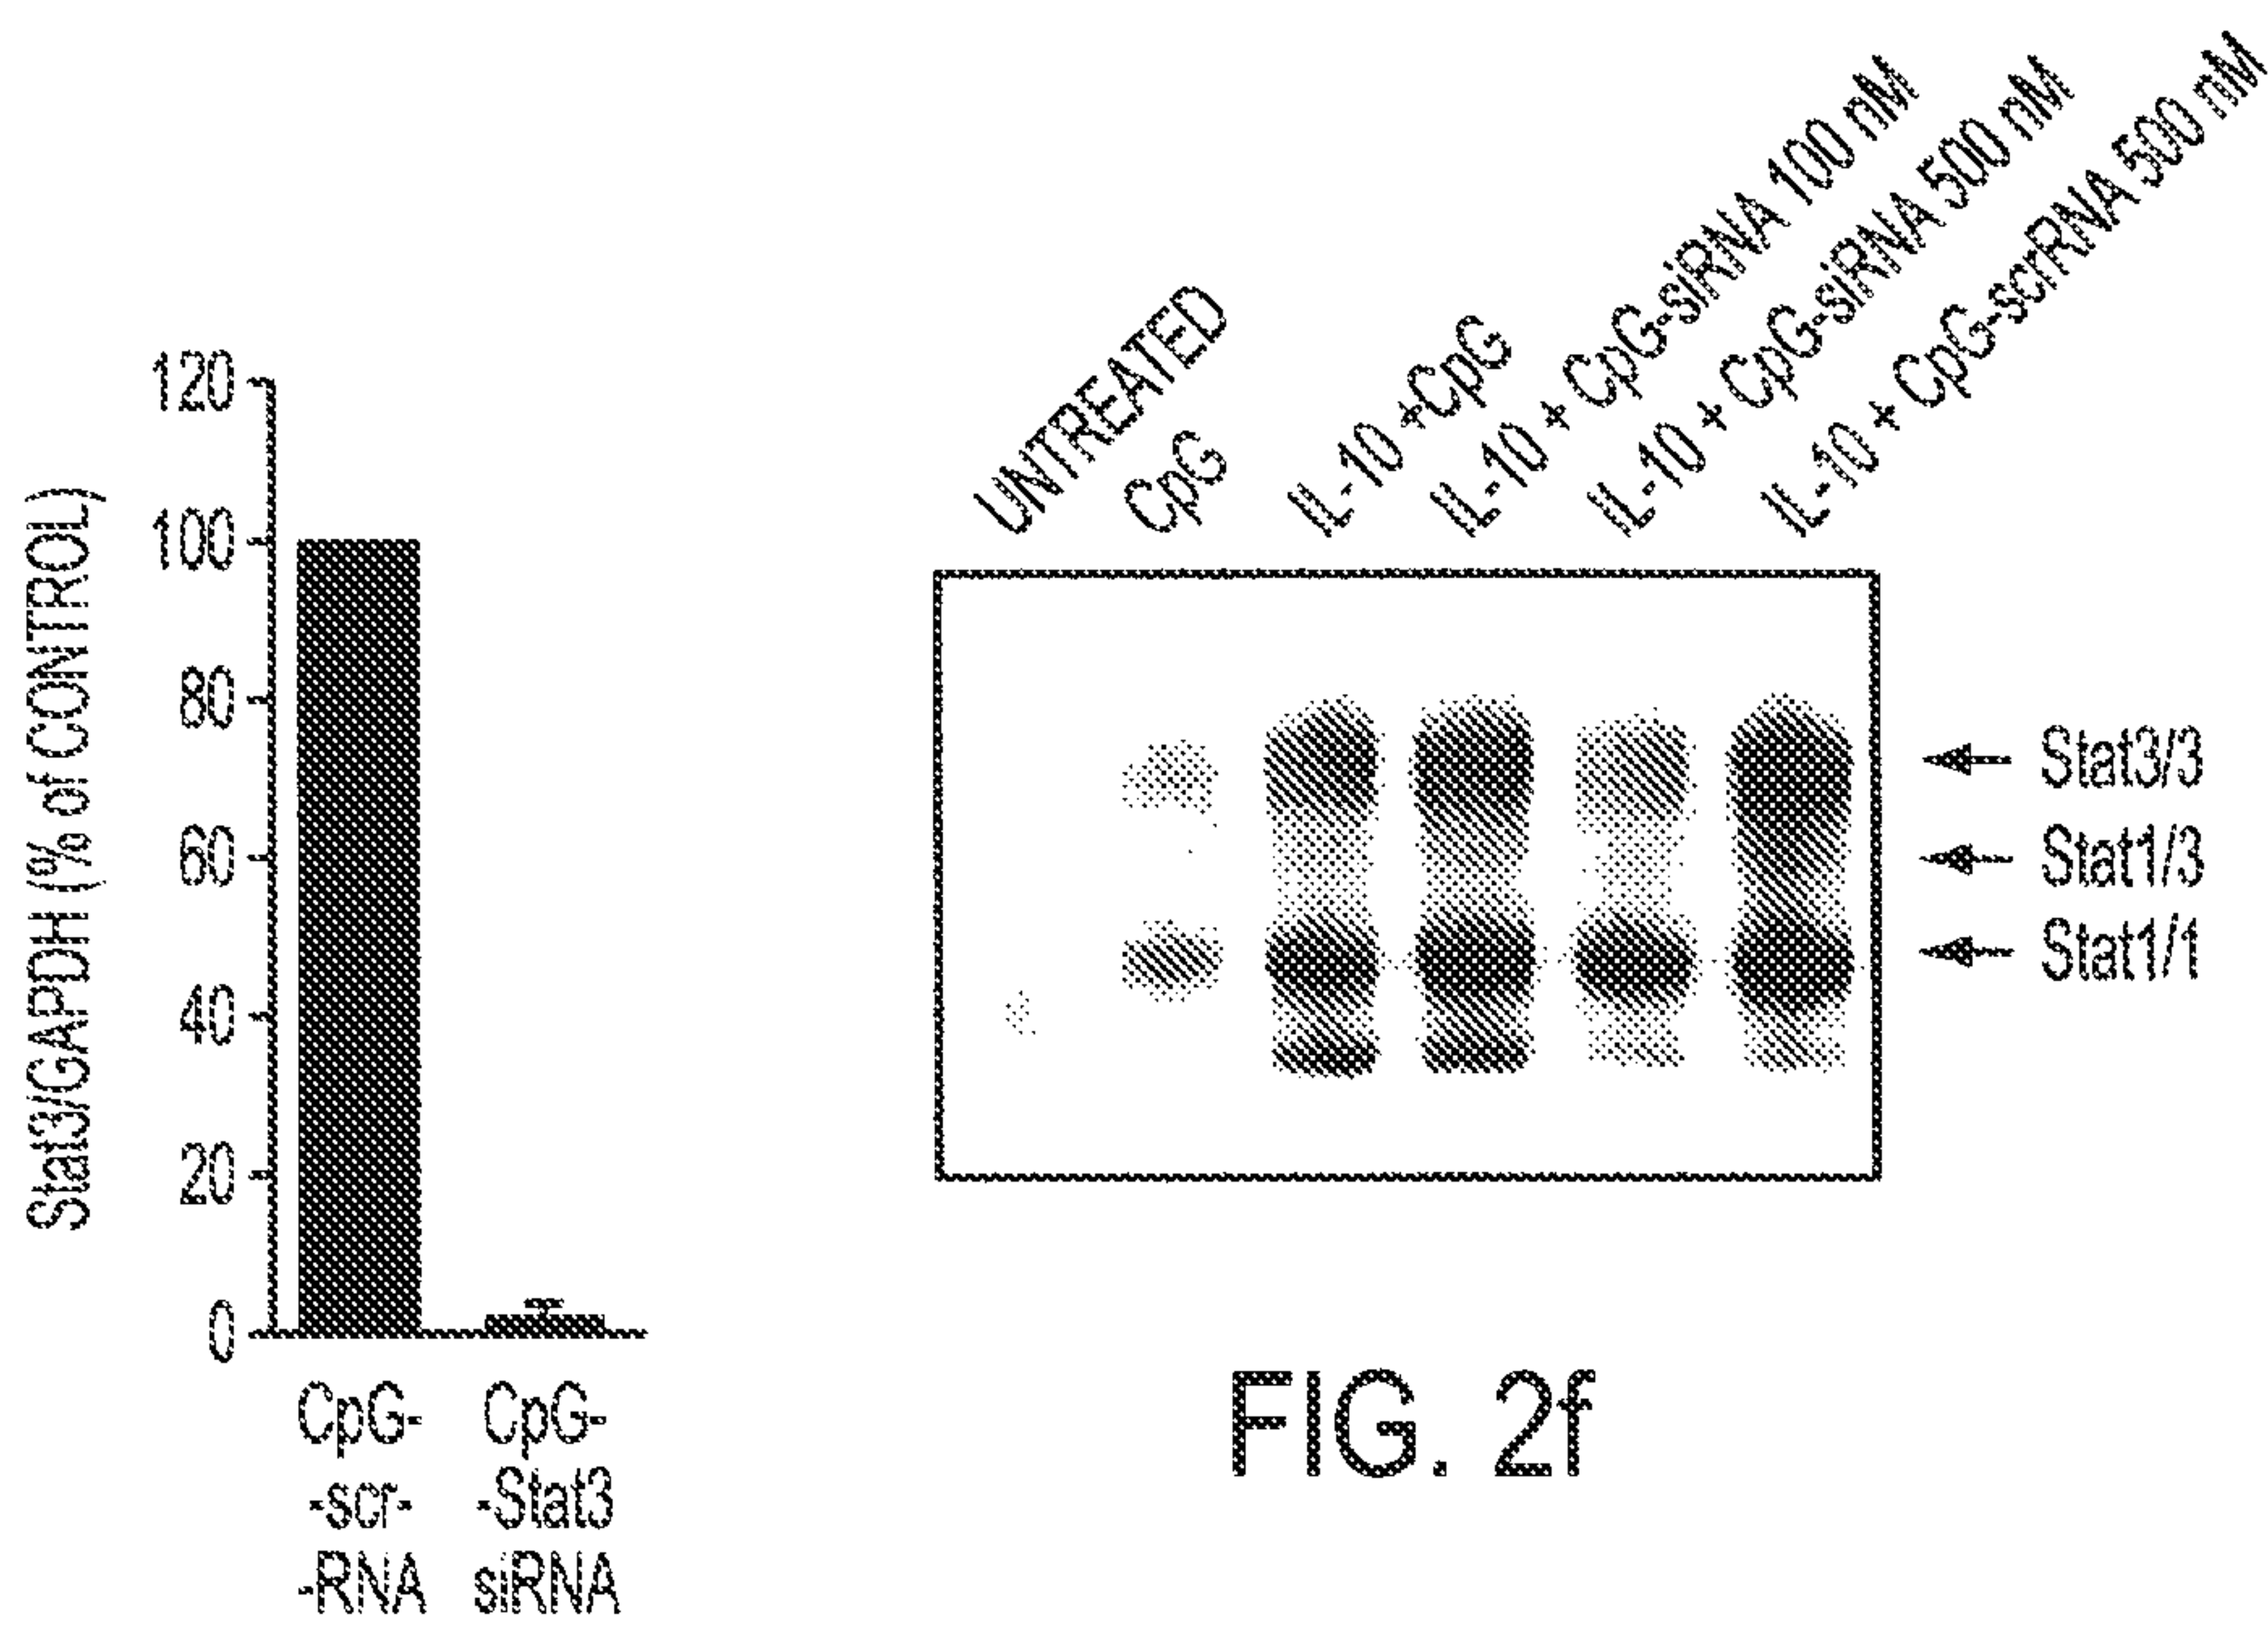 Stat3/GAPDH (% of CONTROL)
120
100
80
60
40
20
0
CpG-
-scr-
-RNA
CpG-
-Stat3
siRNA
UNTREATED
CpG
IL-10 +CpG
IL-10 + CpG-siRNA 100 nM
IL-10 + CpG-siRNA 500 nM
IL-10 + CpG-scrRNA 500 nM
Stat3/3
Stat1/3
Stat1/1
FIG. 2f